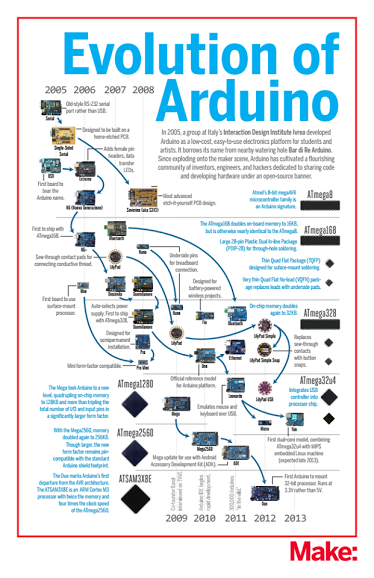 Evolution of
Arduino
2005 2006 2007 2008
Old-style RS-232 serial
port rather than USB.
Serial
Designed to be built on a
home-etched PCB.
Single-Sided
Serial
Adds female pin
headers, data
transfer
LEDs.
USB
Extreme
First board to
bear the
Arduino name.
NG (Nuova Generazione)
Severino (aka S3V3)
Most advanced
etch-it-yourself PCB design.
In 2005, a group at Italy's Interaction Design Institute Ivrea developed
Arduino as a low-cost, easy-to-use electronics platform for students and
artists. It borrows its name from nearby watering hole Bar di Re Arduino.
Since exploding onto the maker scene, Arduino has cultivated a flourishing
community of inventors, engineers, and hackers dedicated to sharing code
and developing hardware under an open-source banner.
Atmel's 8-bit megaAVR
microcontroller family is
an Arduino signature.
ATmega8
First to ship with
ATmega168.
NG+
Bluetooth
The ATmega168 doubles on-board memory to 16KB,
but is otherwise nearly identical to the ATmega8.
ATmega168
Large 28-pin Plastic Dual In-line Package
(PDIP-28) for through-hole soldering.
Sew-through contact pads for
connecting conductive thread.
LilyPad
Nano
Underside pins
for breadboard
connection.
Thin Quad Flat Package (TQFP)
designed for surface-mount soldering.
Very thin Quad Flat No-lead (VQFN) pack-
age replaces leads with underside pads.
Designed for
battery-powered
wireless projects.
Mini
Diecimila
Duemilanove
Nano
Fio
Bluetooth
On-chip memory doubles
again to 32KB.
ATmega328
First board to use
surface-mount
processor.
Auto-selects power
supply. First to ship
with ATmega328.
Duemilanove
LilyPad
LilyPad Simple
Replaces
sew-through
contacts
with button
snaps.
Designed for
semipermanent
installation.
Pro
Ethernet
LilyPad Simple Snap
Mini form-factor compatible.
Pro Mini
Uno
ATmega32u4
Official reference model
for Arduino platform.
Leonardo
LilyPad USB
Integrates USB
controller into
processor chip.
The Mega took Arduino to a new
level, quadrupling on-chip memory
to 128KB and more than tripling the
total number of I/O and input pins in
a significantly larger form factor.
ATmega1280
Mega
Emulates mouse and
keyboard over USB.
Micro
Yun
With the Mega2560,
memory doubled
again to 256KB.
Though larger, the new
form factor remains pin-
compatible with the standard
Arduino shield footprint.
ATmega2560
Mega2560
Mega update for use with Android
Accessory Development Kit (ADK).
ADK
First dual-core model, combining
ATmega32u4 with MIPS
embedded Linux machine
(expected late 2013).
The Due marks Arduino's first
departure from the AVR architecture.
The ATSAM3X8E is an ARM Cortex M3
processor with twice the memory and
four times the clock speed
of the ATmega2560.
ATSAM3X8E
Arduino IDE begins
rapid development.
300,000 Arduinos
"in the wild."
Due
First Arduino to mount
32-bit processor. Runs at
3.3V rather than 5V.
2009 2010 2011 2012 2013
Make: